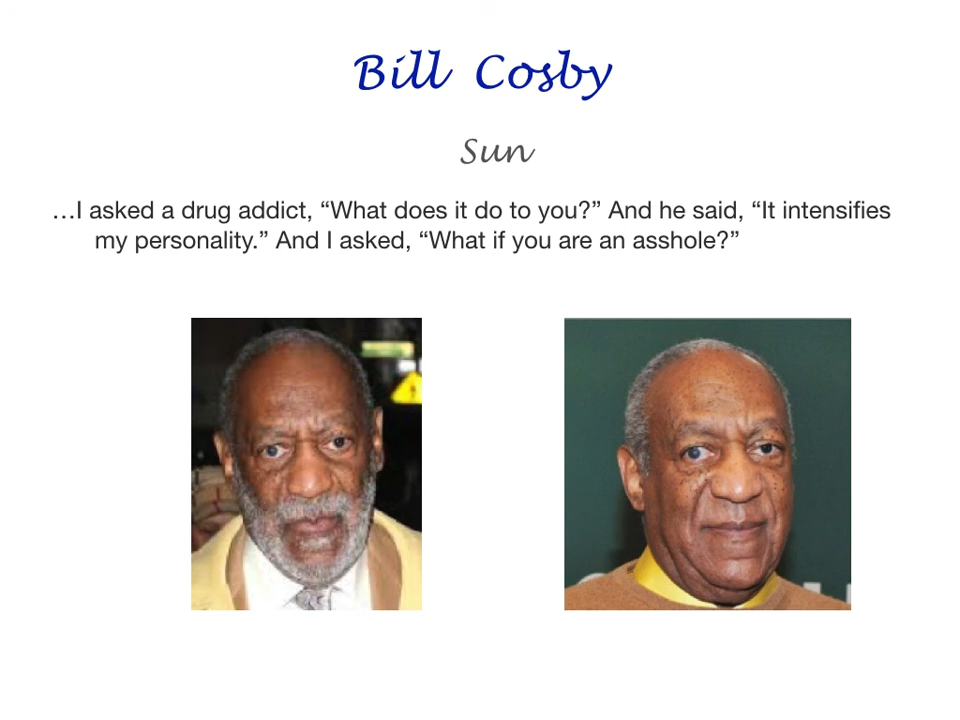 Bill Cosby
Sun
…I asked a drug addict, “What does it do to you?” And he said, “It intensifies
my personality.” And I asked, “What if you are an asshole?”